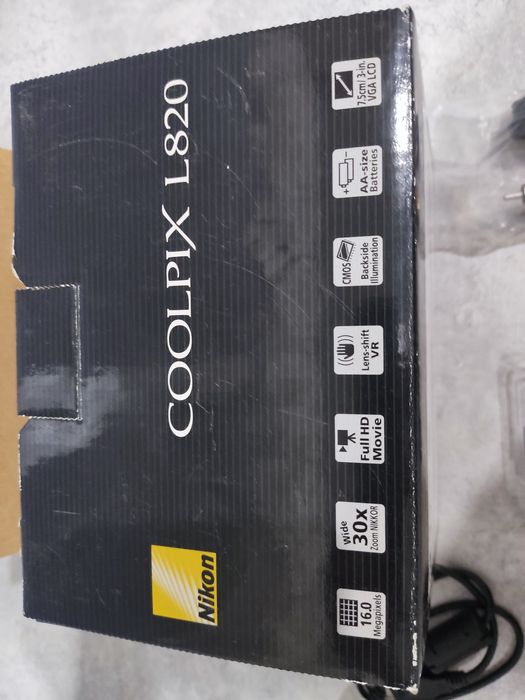 Nikon
COOLPIX L820
16.0
Megapixels
Wide
30x
Zoom NIKKOR
Full HD
Movie
Lens-shift
VR
CMOS
Backside
Illumination
+ -
AA-size
Batteries
7.5cm/3-in.
VGA LCD